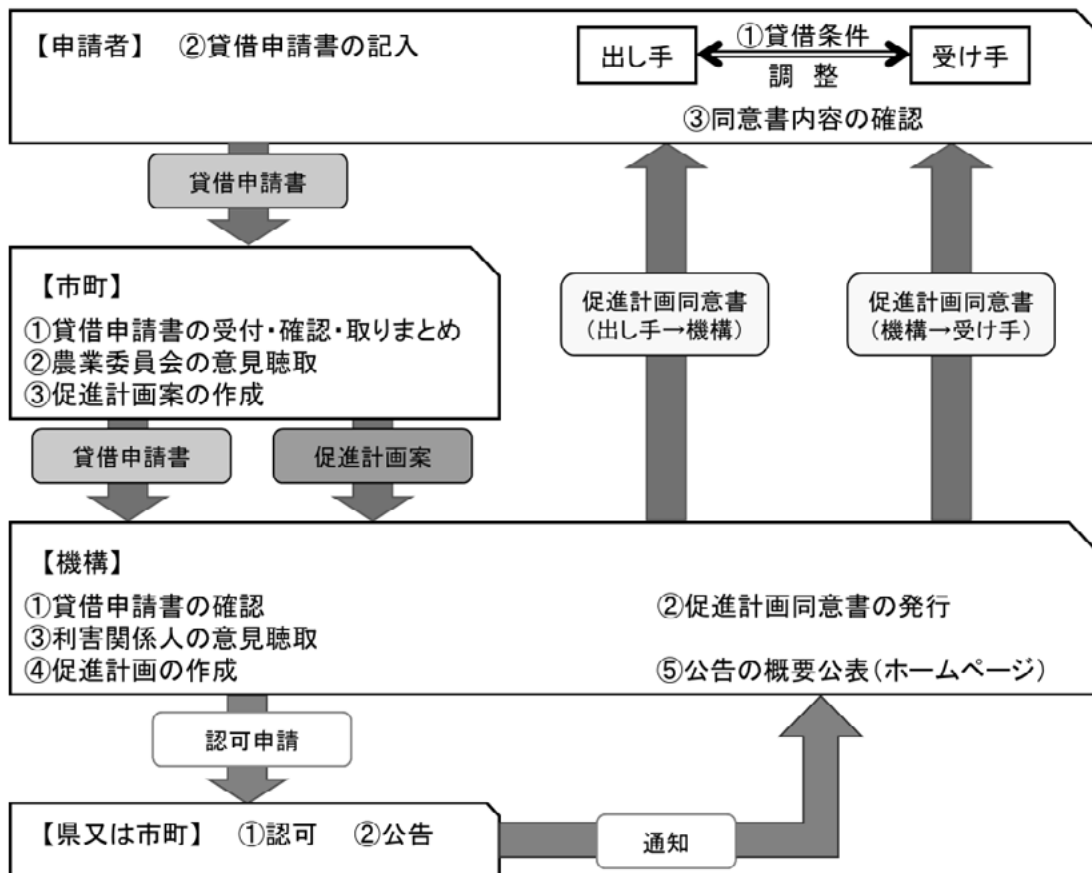 【申請者】 ②貸借申請書の記入
出し手
①貸借条件
調 整
受け手
③同意書内容の確認
貸借申請書
【市町】
①貸借申請書の受付・確認・取りまとめ
②農業委員会の意見聴取
③促進計画案の作成
促進計画同意書
(出し手→機構)
促進計画同意書
(機構→受け手)
貸借申請書
促進計画案
【機構】
①貸借申請書の確認
②促進計画同意書の発行
③利害関係人の意見聴取
④促進計画の作成
⑤公告の概要公表(ホームページ)
認可申請
【県又は市町】 ①認可 ②公告
通知